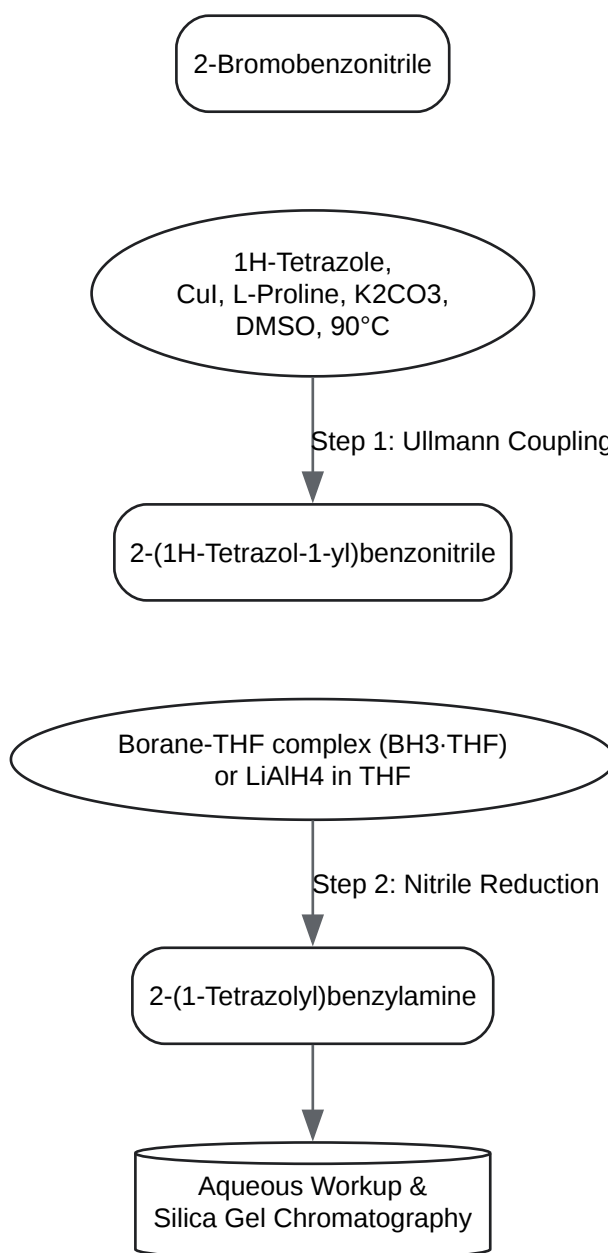 2-Bromobenzonitrile
1H-Tetrazole,
CuI, L-Proline, K2CO3,
DMSO, 90°C
Step 1: Ullmann Coupling
2-(1H-Tetrazol-1-yl)benzonitrile
Borane-THF complex (BH3·THF)
or LiAlH4 in THF
Step 2: Nitrile Reduction
2-(1-Tetrazolyl)benzylamine
Aqueous Workup &
Silica Gel Chromatography